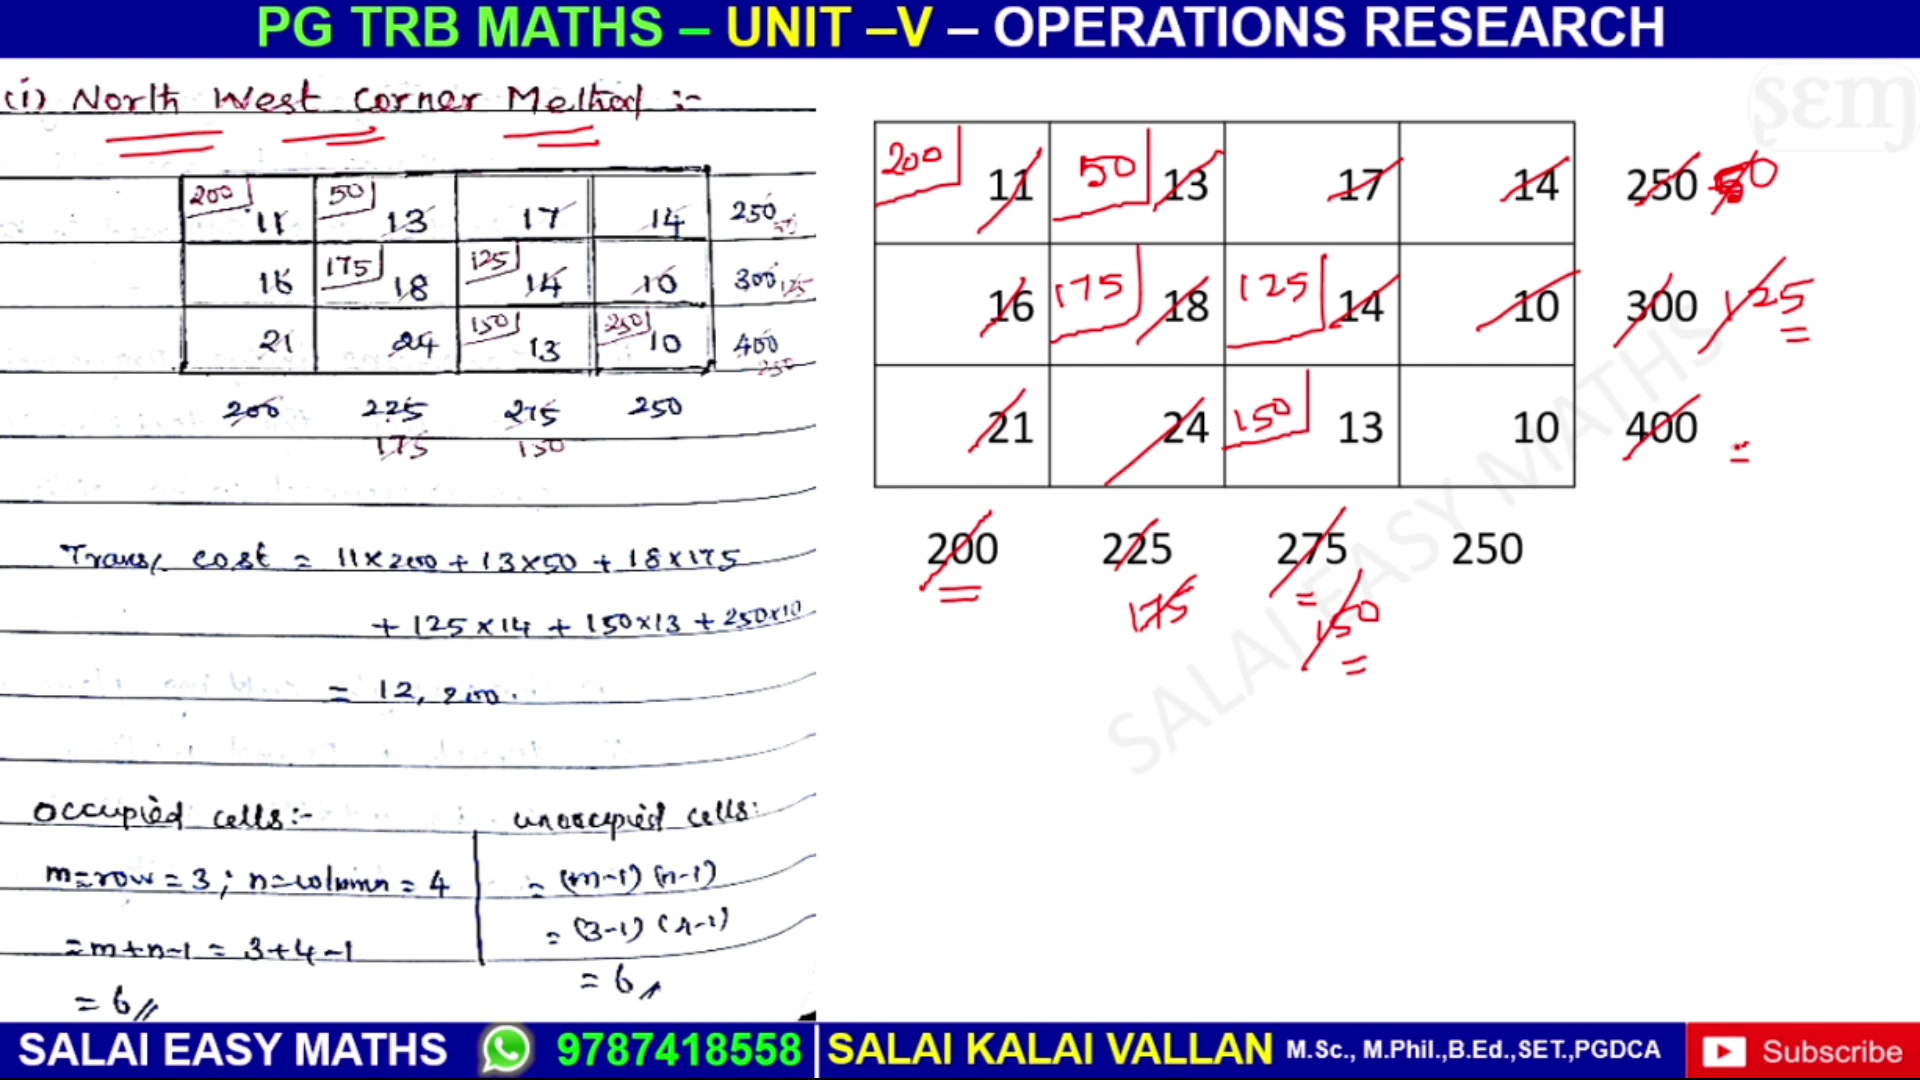 PG TRB MATHS – UNIT –V – OPERATIONS RESEARCH
SEM
(i) North West Corner Method :-
200 11 50 13 17 14 250
16 175 18 125 14 10 300 125
21 24 150 13 250 10 400 250
200 225 275 250
175 150
Trans/ cost = 11×200 + 13×50 + 18×175
+ 125×14 + 150×13 + 250×10
= 12, 200.
Occupied cells:-
m=row = 3 ; n=column = 4
=m+n-1 = 3+4-1
= 6//
unoccupied cells:
= (m-1) (n-1)
= (3-1) (4-1)
= 6
200 11 50 13 17 14 250 50
16 175 18 125 14 10 300 125
21 24 150 13 10 400
200 225 275 250
175 150
SALAI EASY MATHS
SALAI EASY MATHS 9787418558 SALAI KALAI VALLAN M.Sc., M.Phil.,B.Ed.,SET.,PGDCA Subscribe